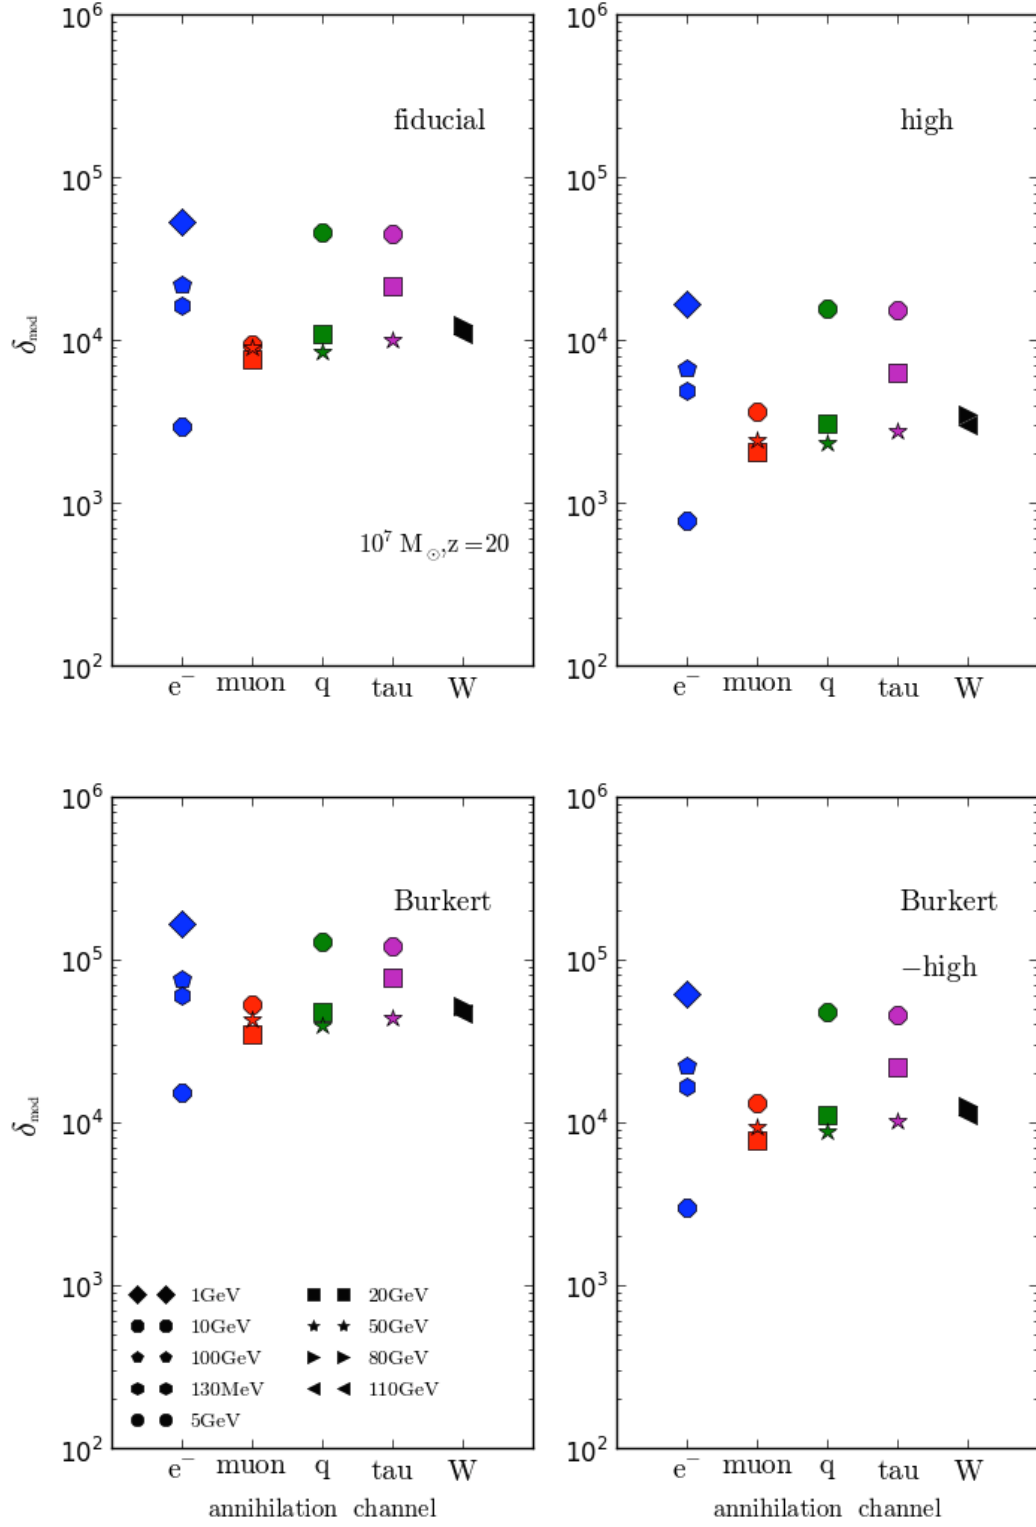 10⁶
10⁵
10⁴
10³
10²
δmod
fiducial
10⁷ M⊙,z=20
e⁻ muon q tau W
10⁶
10⁵
10⁴
10³
10²
high
e⁻ muon q tau W
10⁶
10⁵
10⁴
10³
10²
δmod
Burkert
1GeV
10GeV
100GeV
130MeV
5GeV
20GeV
50GeV
80GeV
110GeV
e⁻ muon q tau W
annihilation channel
10⁶
10⁵
10⁴
10³
10²
Burkert
−high
e⁻ muon q tau W
annihilation channel